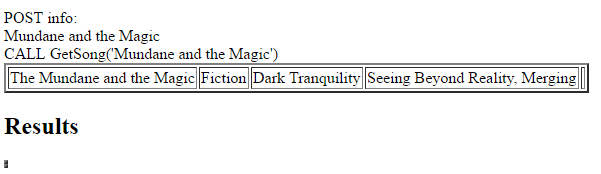 POST info:
Mundane and the Magic
CALL GetSong('Mundane and the Magic')
The Mundane and the Magic Fiction Dark Tranquility Seeing Beyond Reality, Merging
Results